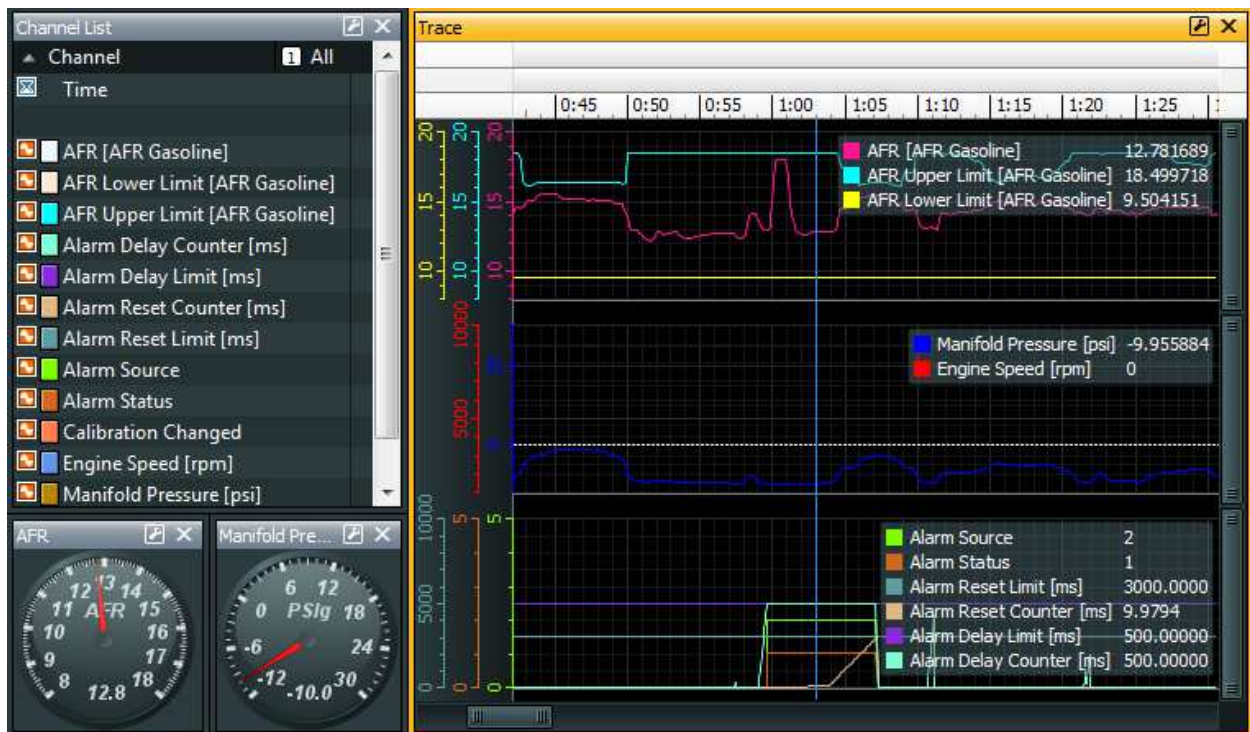 Channel List
Channel 1 All
Time
AFR [AFR Gasoline]
AFR Lower Limit [AFR Gasoline]
AFR Upper Limit [AFR Gasoline]
Alarm Delay Counter [ms]
Alarm Delay Limit [ms]
Alarm Reset Counter [ms]
Alarm Reset Limit [ms]
Alarm Source
Alarm Status
Calibration Changed
Engine Speed [rpm]
Manifold Pressure [psi]
AFR
8 9 10 11 12 13 14 15 16 17 18
AFR
12.8
Manifold Pre...
-12 -6 0 6 12 18 24 30
PSig
-10.0
Trace
0:45 0:50 0:55 1:00 1:05 1:10 1:15 1:20 1:25
20 20 20
15 15 15
10 10 10
AFR [AFR Gasoline] 12.781689
AFR Upper Limit [AFR Gasoline] 18.499718
AFR Lower Limit [AFR Gasoline] 9.504151
10000
5000
Manifold Pressure [psi] -9.955884
Engine Speed [rpm] 0
10000 5 5
5000
0 0 0
Alarm Source 2
Alarm Status 1
Alarm Reset Limit [ms] 3000.0000
Alarm Reset Counter [ms] 9.9794
Alarm Delay Limit [ms] 500.00000
Alarm Delay Counter [ms] 500.00000